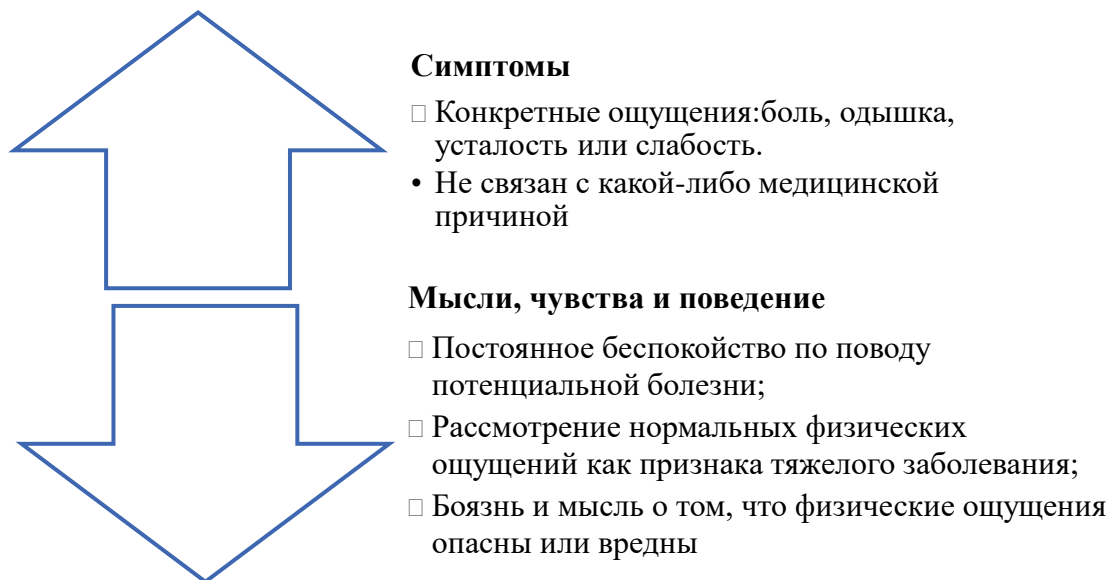 Симптомы
□ Конкретные ощущения:боль, одышка,
усталость или слабость.
• Не связан с какой-либо медицинской
причиной
Мысли, чувства и поведение
□ Постоянное беспокойство по поводу
потенциальной болезни;
□ Рассмотрение нормальных физических
ощущений как признака тяжелого заболевания;
□ Боязнь и мысль о том, что физические ощущения
опасны или вредны